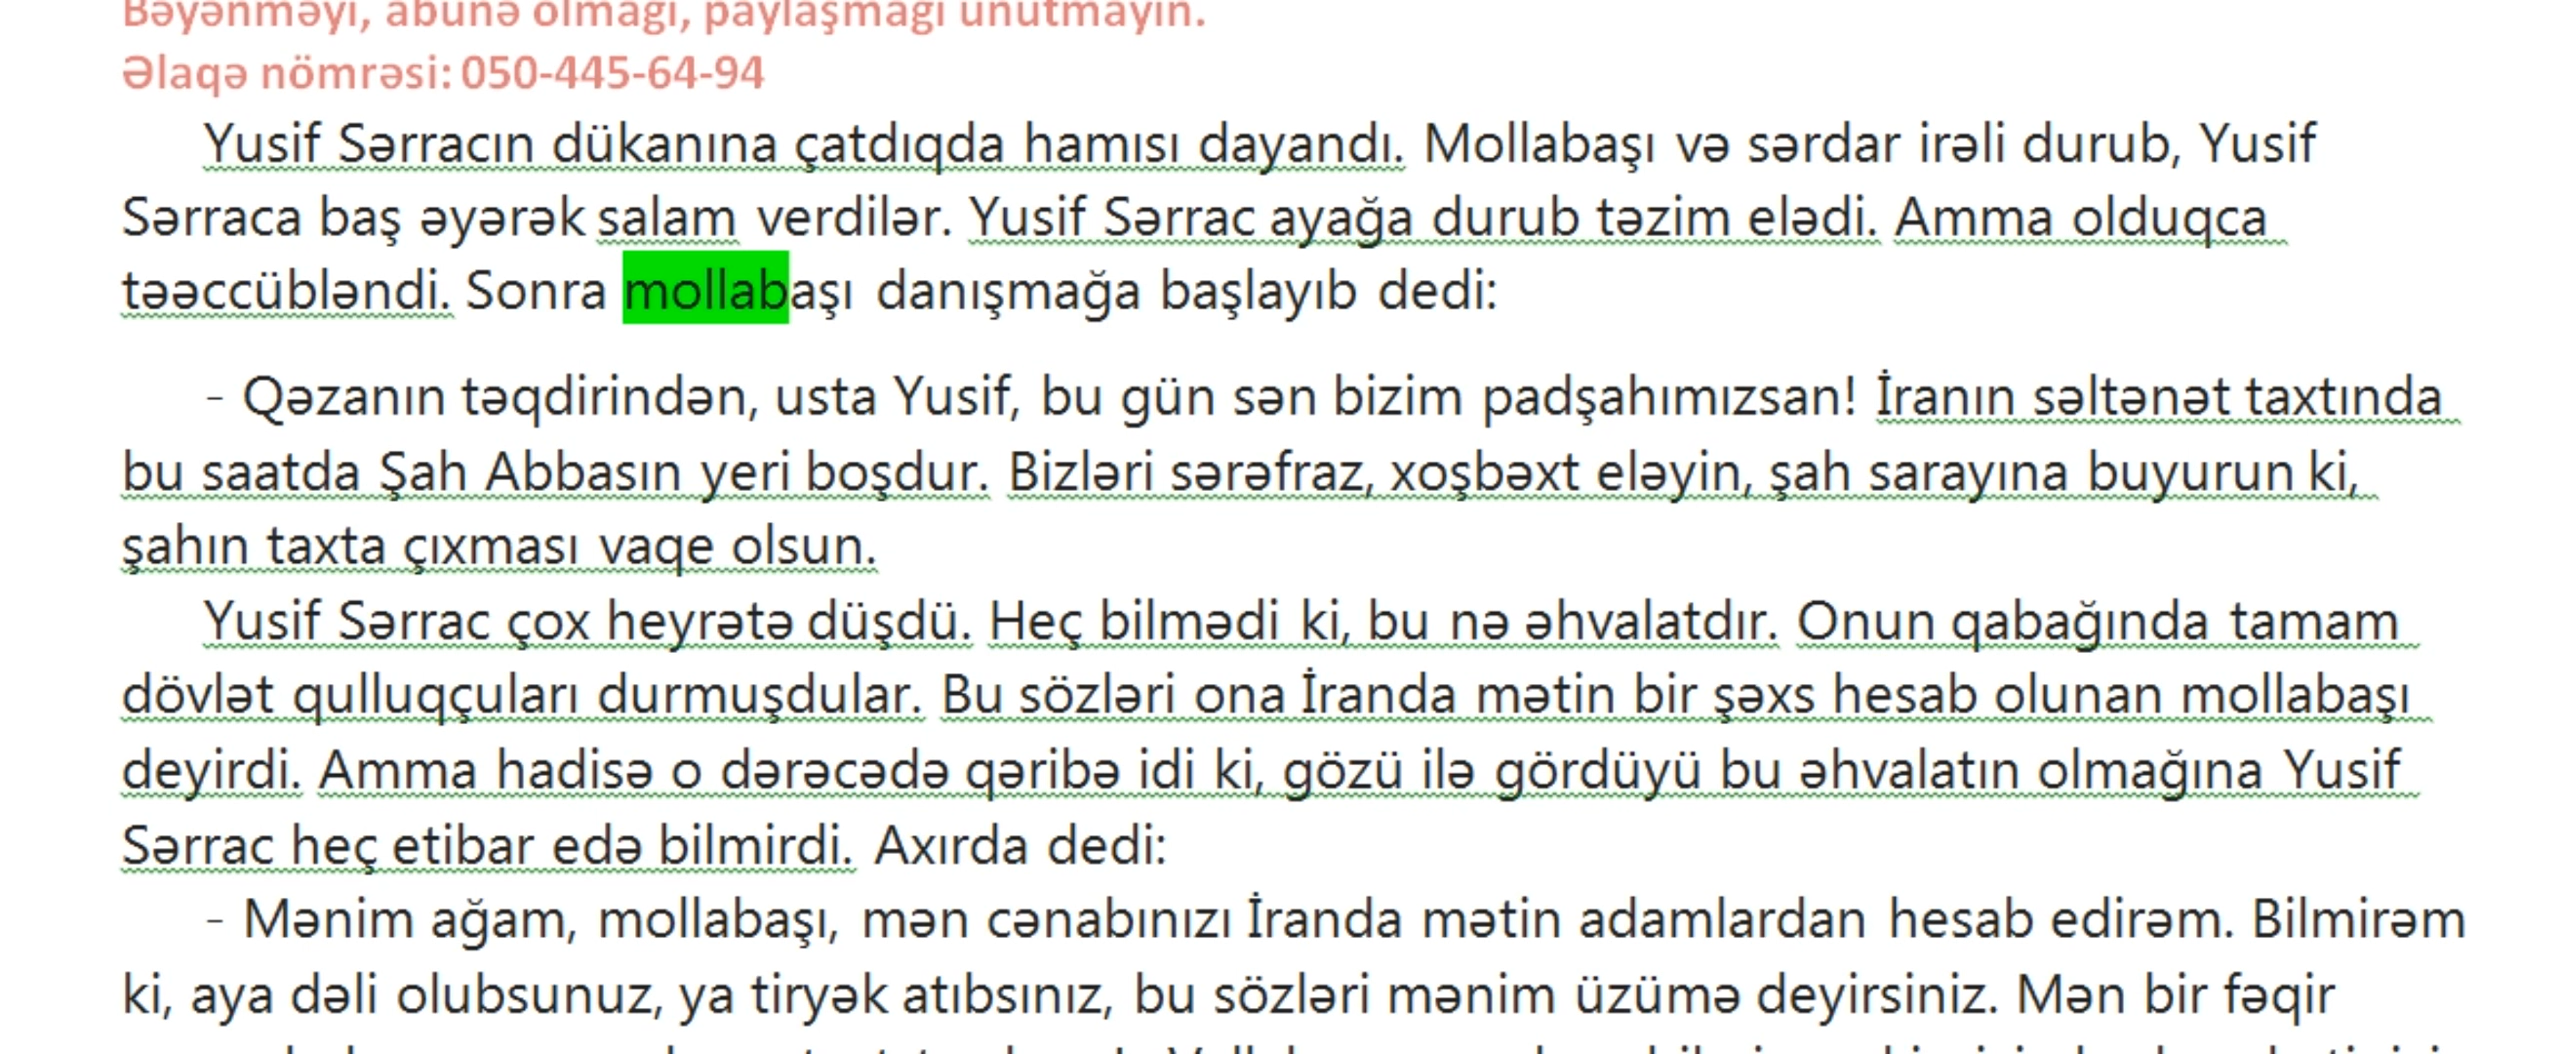 Bəyənməyi, abunə olmağı, paylaşmağı unutmayın.
Əlaqə nömrəsi: 050-445-64-94
Yusif Sərracın dükanına çatdıqda hamısı dayandı. Mollabaşı və sərdar irəli durub, Yusif
Sərraca baş əyərək salam verdilər. Yusif Sərrac ayağa durub təzim elədi. Amma olduqca
təəccübləndi. Sonra mollabaşı danışmağa başlayıb dedi:
- Qəzanın təqdirindən, usta Yusif, bu gün sən bizim padşahımızsan! İranın səltənət taxtında
bu saatda Şah Abbasın yeri boşdur. Bizləri sərəfraz, xoşbəxt eləyin, şah sarayına buyurun ki,
şahın taxta çıxması vaqe olsun.
Yusif Sərrac çox heyrətə düşdü. Heç bilmədi ki, bu nə əhvalatdır. Onun qabağında tamam
dövlət qulluqçuları durmuşdular. Bu sözləri ona İranda mətin bir şəxs hesab olunan mollabaşı
deyirdi. Amma hadisə o dərəcədə qəribə idi ki, gözü ilə gördüyü bu əhvalatın olmağına Yusif
Sərrac heç etibar edə bilmirdi. Axırda dedi:
- Mənim ağam, mollabaşı, mən cənabınızı İranda mətin adamlardan hesab edirəm. Bilmirəm
ki, aya dəli olubsunuz, ya tiryək atıbsınız, bu sözləri mənim üzümə deyirsiniz. Mən bir fəqir